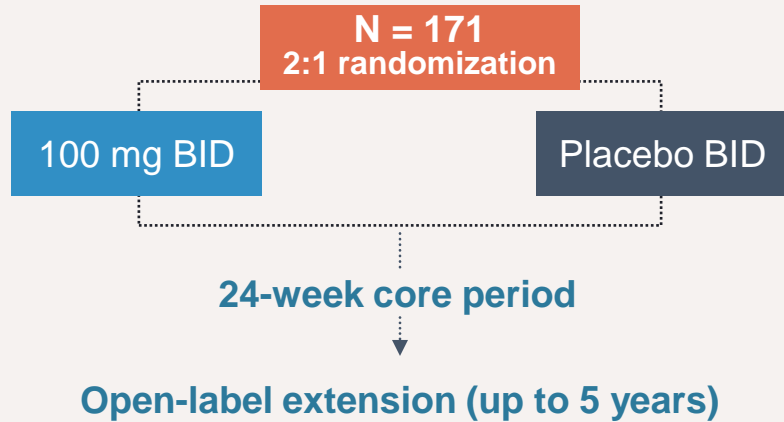 N = 171
2:1 randomization
100 mg BID
Placebo BID
24-week core period
Open-label extension (up to 5 years)